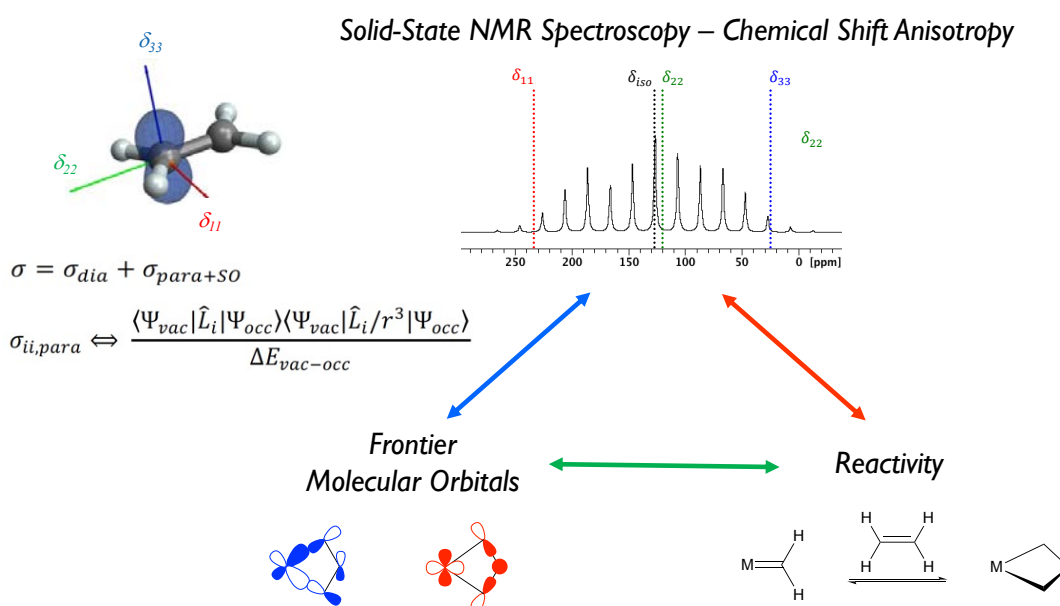 Solid-State NMR Spectroscopy – Chemical Shift Anisotropy
δ33
δ22
δ11
δ11
δiso
δ22
δ33
δ22
250 200 150 100 50 0 [ppm]
σ = σdia + σpara+SO
σii,para ⇔ ⟨Ψvac|L̂i|Ψocc⟩⟨Ψvac|L̂i/r³|Ψocc⟩
ΔEvac−occ
Frontier
Molecular Orbitals
Reactivity
H
M
H
H H
H H
M